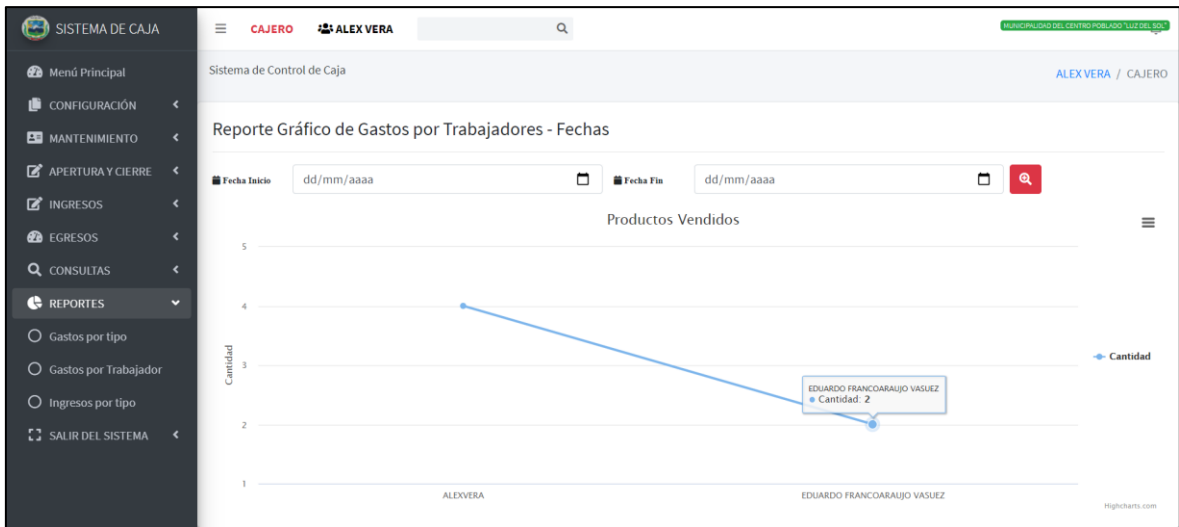 SISTEMA DE CAJA
CAJERO ALEX VERA
MUNICIPALIDAD DEL CENTRO POBLADO "LUZ DEL SOL"
Menú Principal
CONFIGURACIÓN
MANTENIMIENTO
APERTURA Y CIERRE
INGRESOS
EGRESOS
CONSULTAS
REPORTES
Gastos por tipo
Gastos por Trabajador
Ingresos por tipo
SALIR DEL SISTEMA
Sistema de Control de Caja
ALEX VERA / CAJERO
Reporte Gráfico de Gastos por Trabajadores - Fechas
Fecha Inicio dd/mm/aaaa Fecha Fin dd/mm/aaaa
Productos Vendidos
Cantidad
5
4
3
2
1
EDUARDO FRANCOARAUJO VASUEZ
Cantidad: 2
Cantidad
ALEXVERA EDUARDO FRANCOARAUJO VASUEZ
Highcharts.com